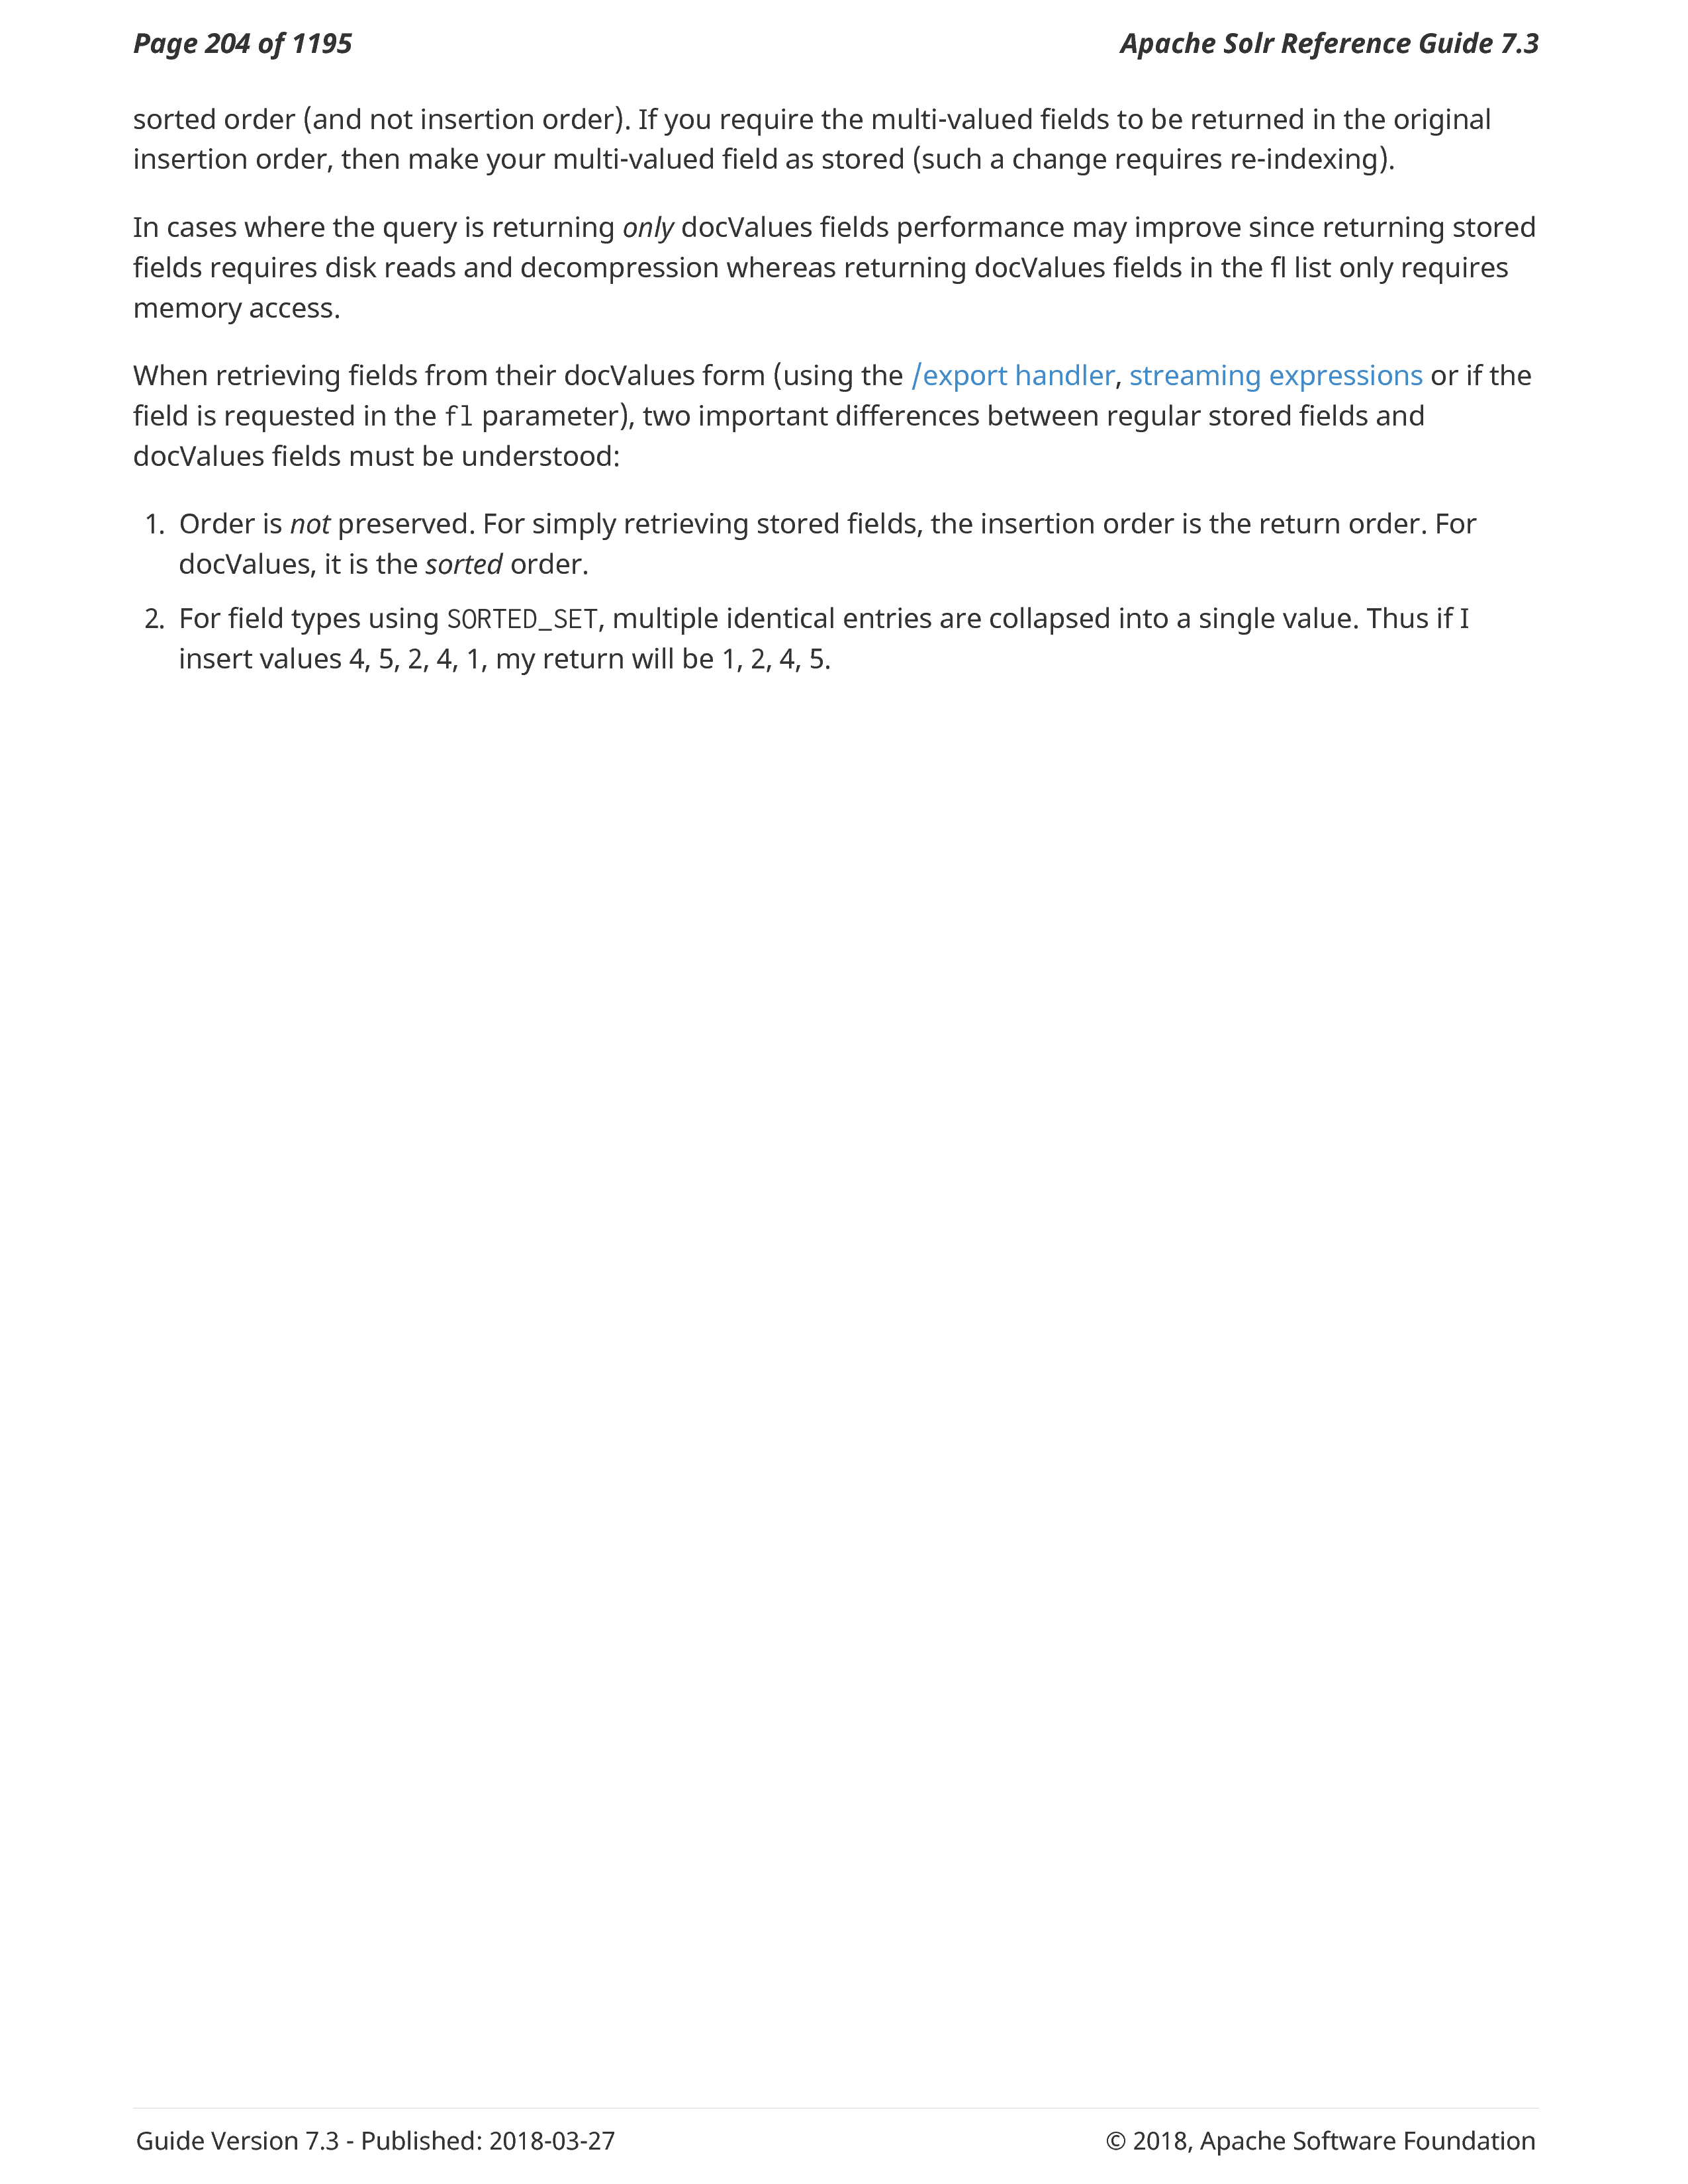 Page 204 of 1195
Apache Solr Reference Guide 7.3
sorted order (and not insertion order). If you require the multi-valued fields to be returned in the original
insertion order, then make your multi-valued field as stored (such a change requires re-indexing).
In cases where the query is returning only docValues fields performance may improve since returning stored
fields requires disk reads and decompression whereas returning docValues fields in the fl list only requires
memory access.
When retrieving fields from their docValues form (using the /export handler, streaming expressions or if the
field is requested in the fl parameter), two important differences between regular stored fields and
docValues fields must be understood:
1. Order is not preserved. For simply retrieving stored fields, the insertion order is the return order. For
docValues, it is the sorted order.
2. For field types using SORTED_SET, multiple identical entries are collapsed into a single value. Thus if I
insert values 4, 5, 2, 4, 1, my return will be 1, 2, 4, 5.
Guide Version 7.3 - Published: 2018-03-27
© 2018, Apache Software Foundation